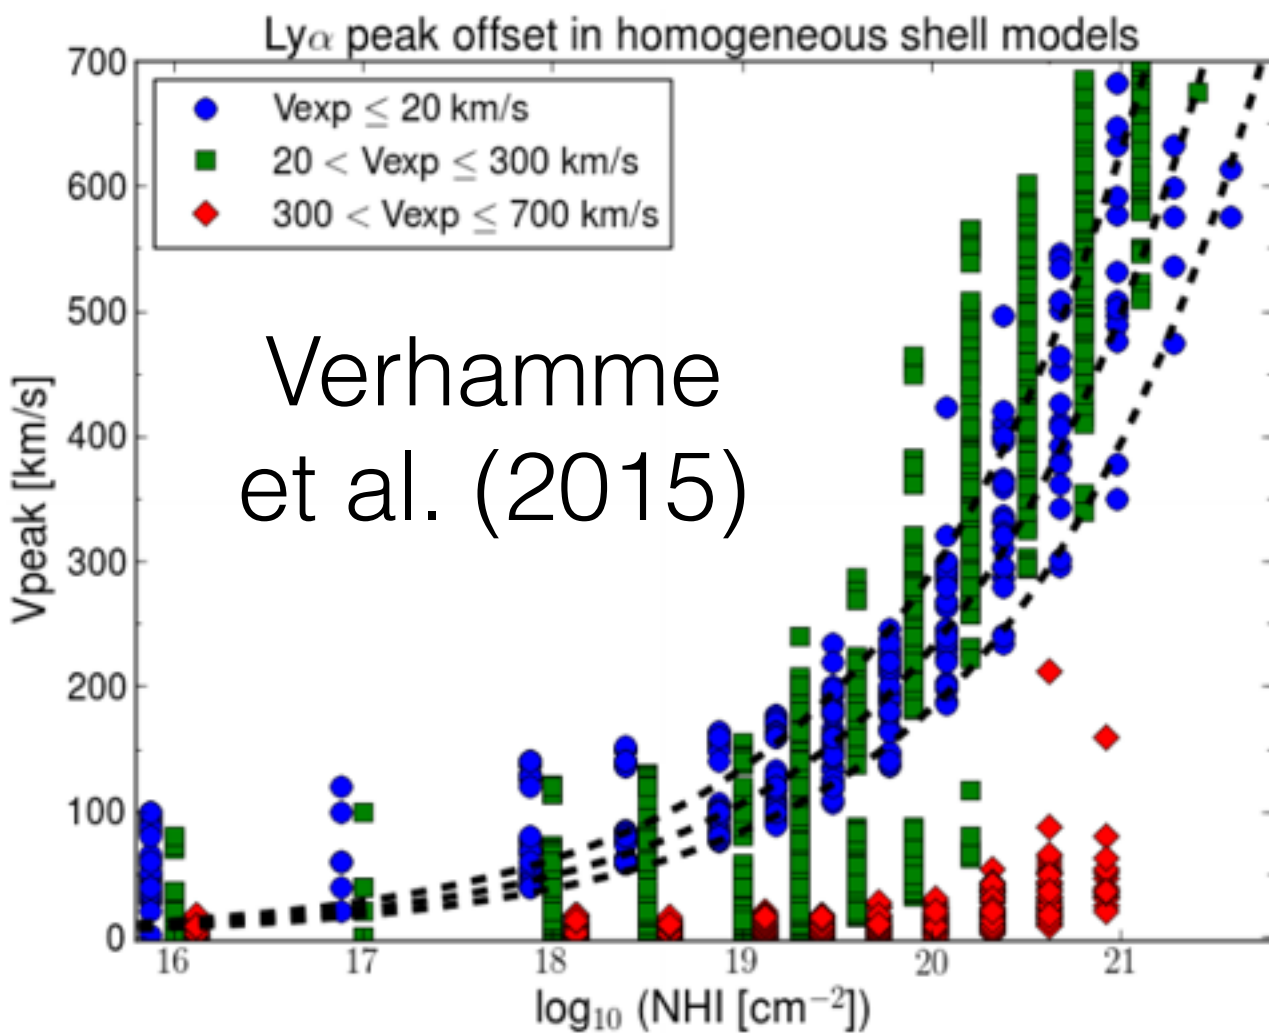 Lyα peak offset in homogeneous shell models
700
600
500
400
300
200
100
0
Vpeak [km/s]
Vexp ≤ 20 km/s
20 < Vexp ≤ 300 km/s
300 < Vexp ≤ 700 km/s
Verhamme
et al. (2015)
16 17 18 19 20 21
log₁₀ (NHI [cm⁻²])